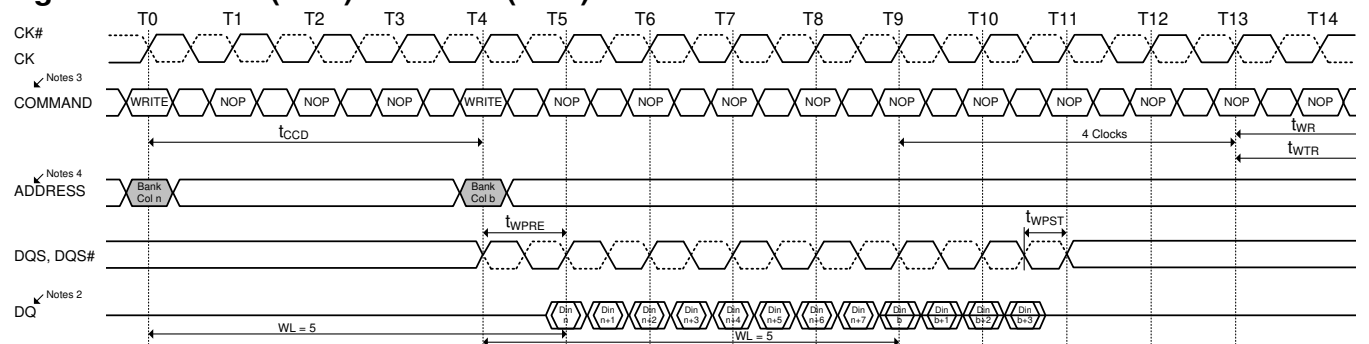 T0 T1 T2 T3 T4 T5 T6 T7 T8 T9 T10 T11 T12 T13 T14
CK#
CK
Notes 3
COMMAND WRITE NOP NOP NOP WRITE NOP NOP NOP NOP NOP NOP NOP NOP NOP NOP
tCCD 4 Clocks tWR
tWTR
Notes 4
ADDRESS Bank Col n Bank Col b
tWPRE tWPST
DQS, DQS#
Notes 2
DQ Din n Din n+1 Din n+2 Din n+3 Din n+4 Din n+5 Din n+6 Din n+7 Din b Din b+1 Din b+2 Din b+3
WL = 5 WL = 5